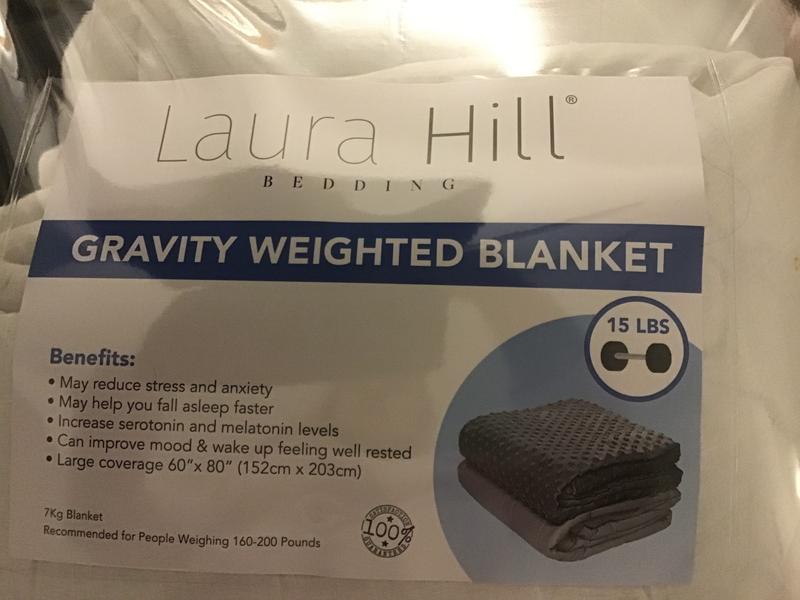 Laura Hill®
BEDDING
GRAVITY WEIGHTED BLANKET
15 LBS
Benefits:
• May reduce stress and anxiety
• May help you fall asleep faster
• Increase serotonin and melatonin levels
• Can improve mood & wake up feeling well rested
• Large coverage 60”x 80” (152cm x 203cm)
7Kg Blanket
Recommended for People Weighing 160-200 Pounds
SATISFACTION
100%
GUARANTEED